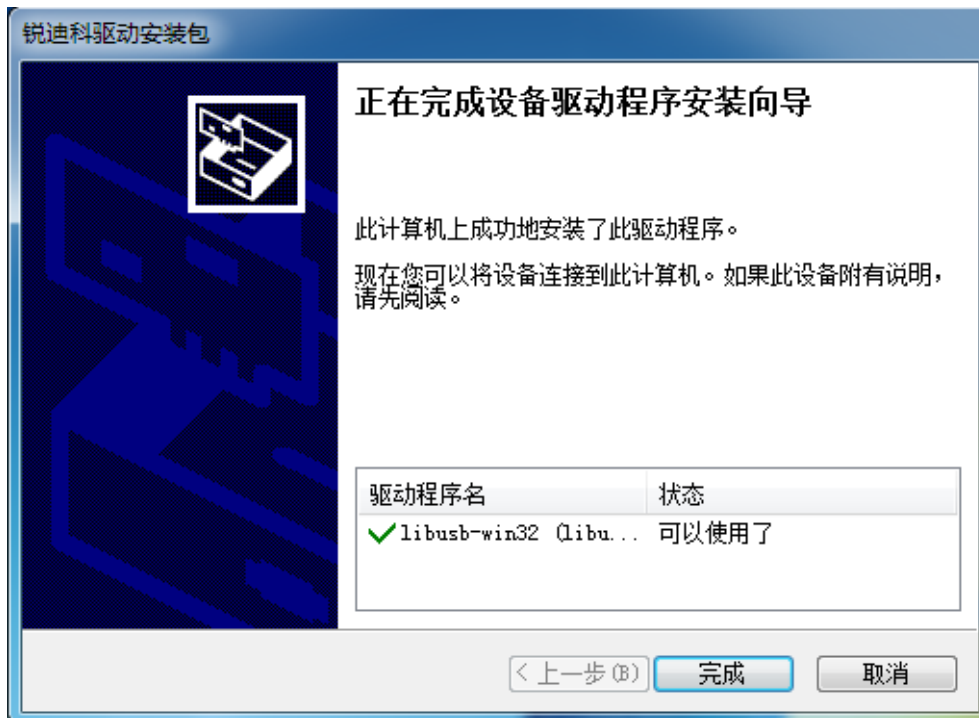 锐迪科驱动安装包
正在完成设备驱动程序安装向导
此计算机上成功地安装了此驱动程序。
现在您可以将设备连接到此计算机。如果此设备附有说明，
请先阅读。
驱动程序名 状态
libusb-win32 (libu... 可以使用了
< 上一步(B) 完成 取消